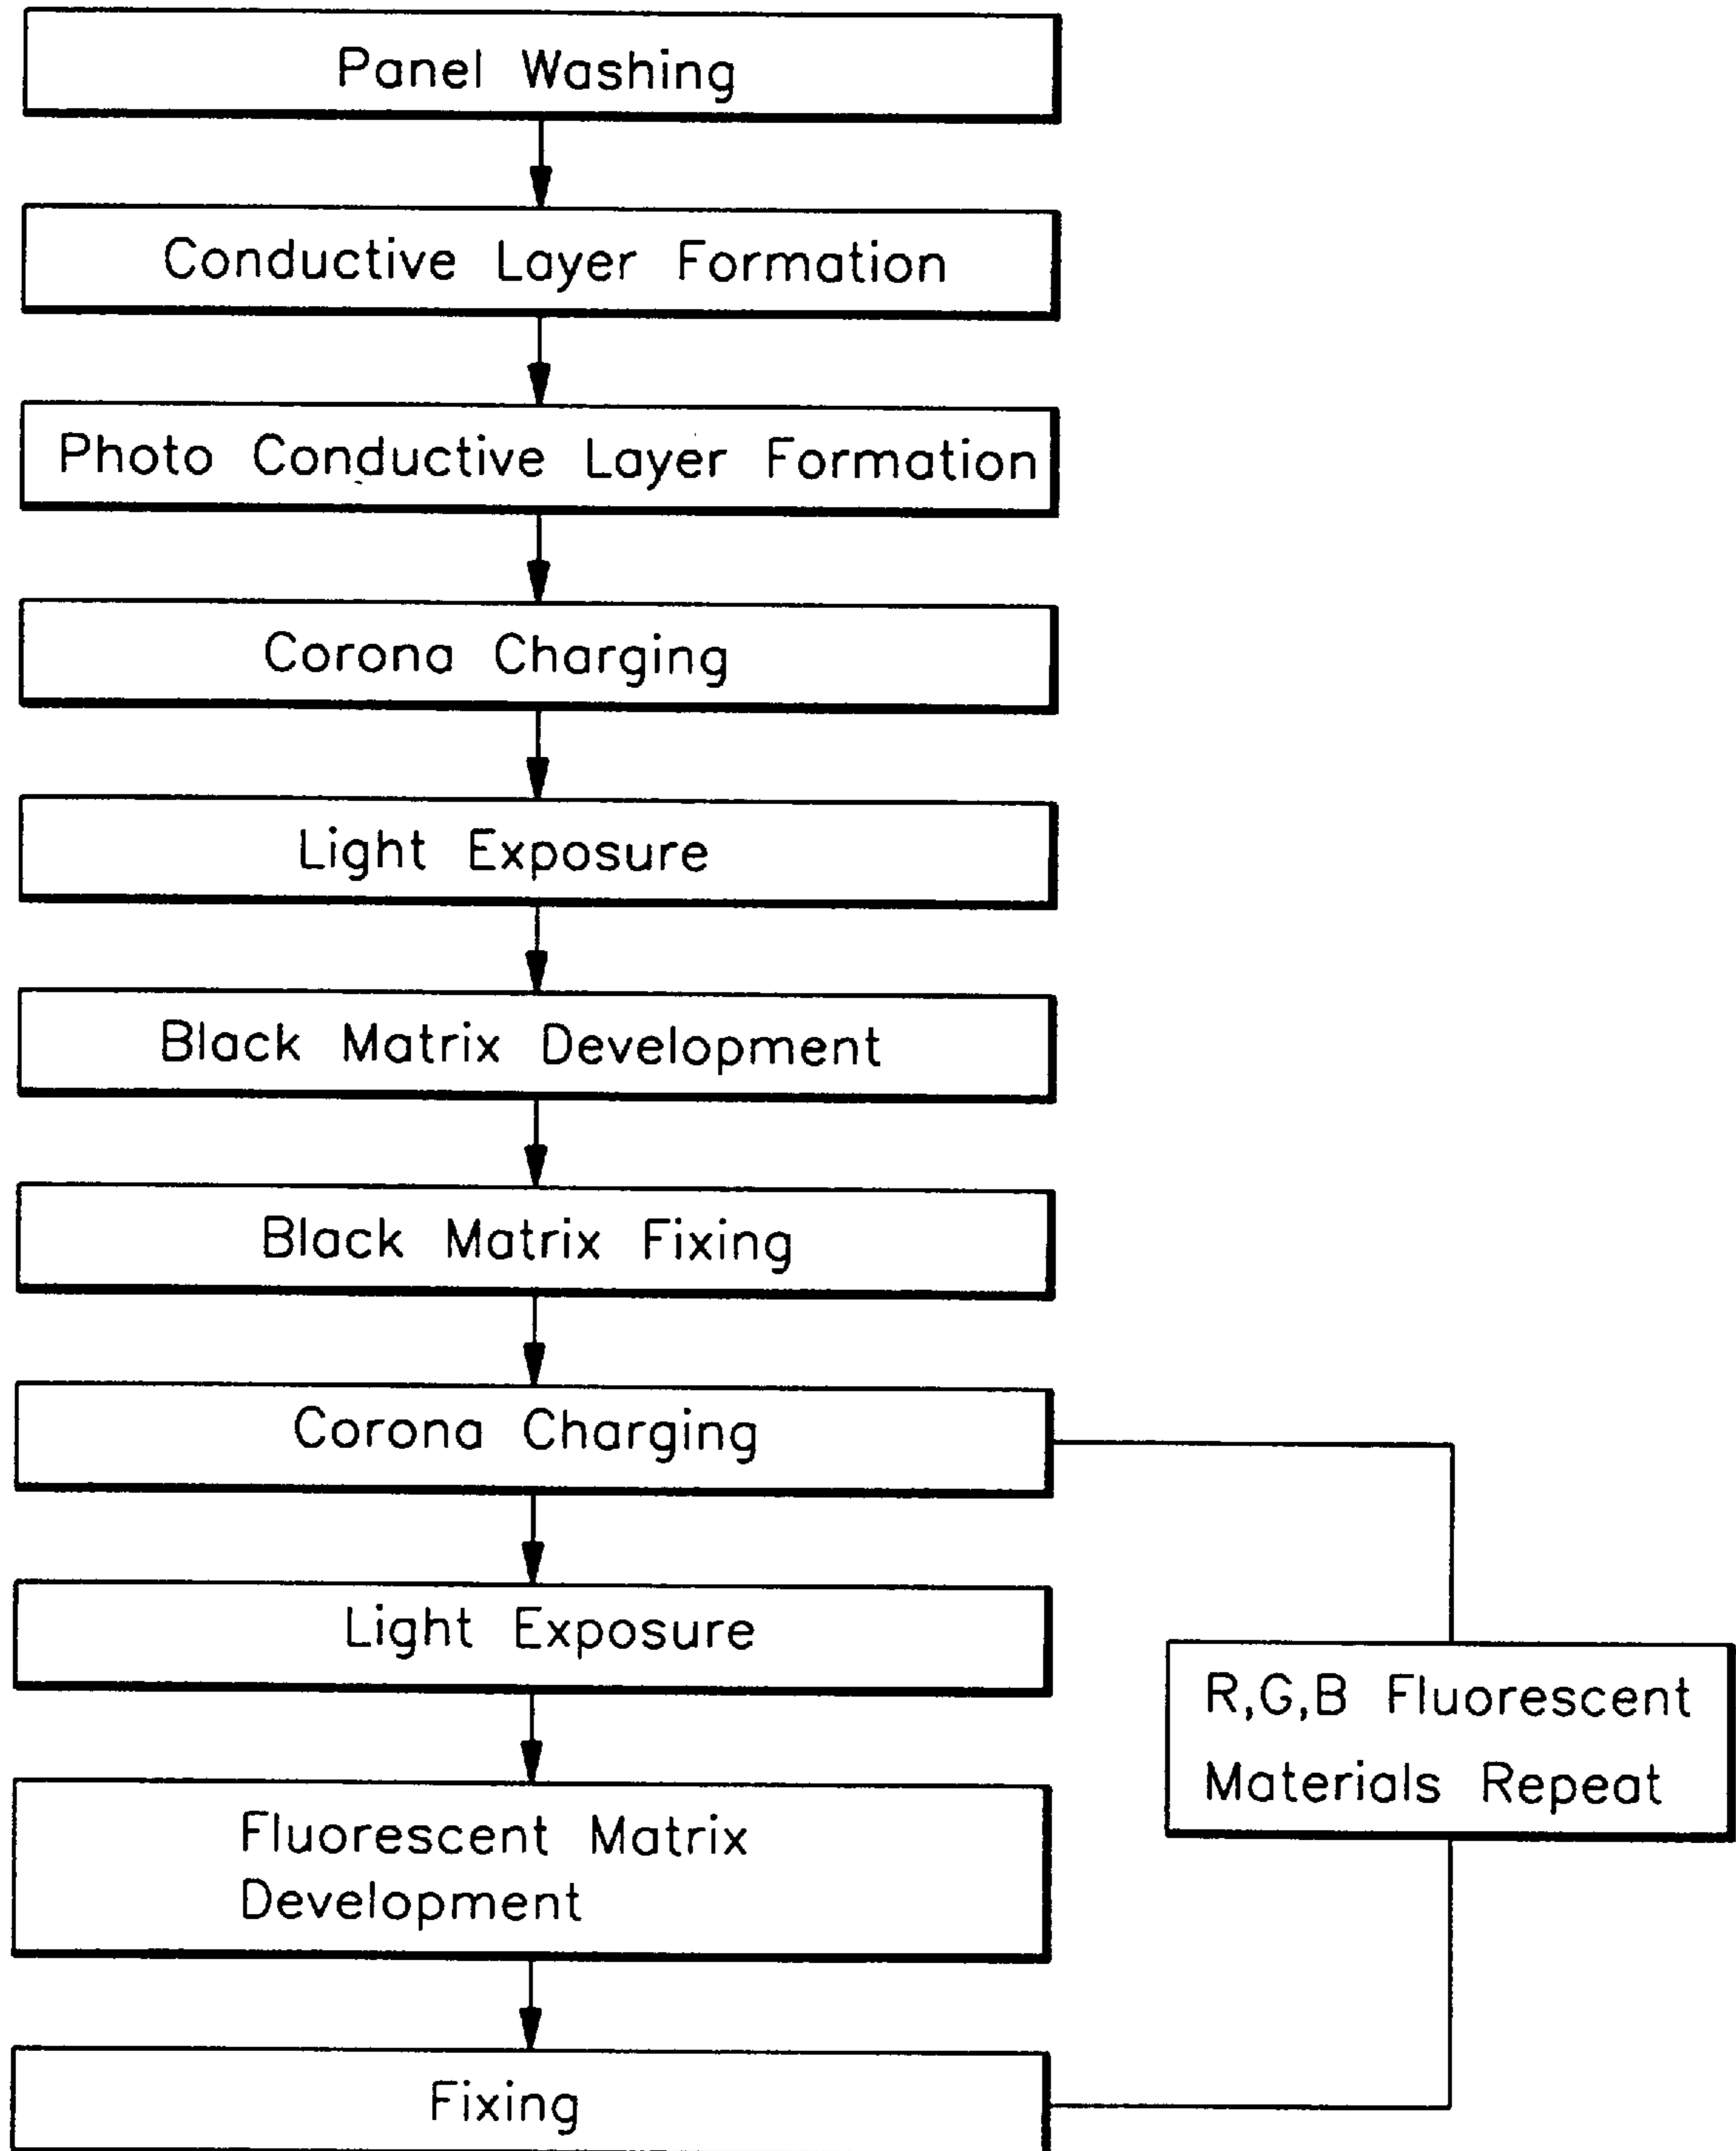 Panel Washing
Conductive Layer Formation
Photo Conductive Layer Formation
Corona Charging
Light Exposure
Black Matrix Development
Black Matrix Fixing
Corona Charging
Light Exposure
R,G,B Fluorescent
Materials Repeat
Fluorescent Matrix
Development
Fixing